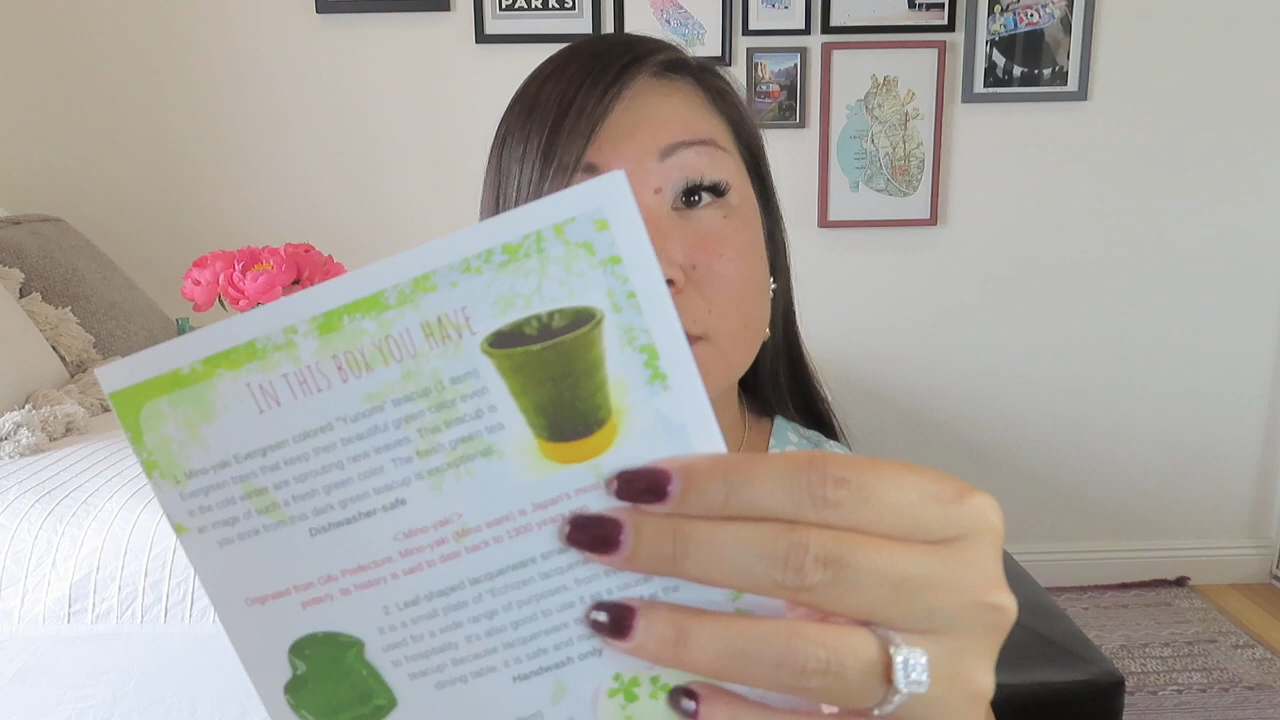 PARKS
IN THIS BOX YOU HAVE
1. Mino-yaki Evergreen colored "Yunomi" teacup (1 item)
Evergreen trees that keep their beautiful green color even
in the cold winter are sprouting new leaves. This teacup is
an image of such a fresh green color. The fresh green tea
you drink from this dark green teacup is exceptional.
Dishwasher-safe
<Mino-yaki>
Originated from Gifu Prefecture. Mino-yaki (Mino ware) is Japan's
pottery. Its history is said to date back to 1300 years
2. Leaf-shaped lacquerware
It is a small plate of "Echizen
used for a wide range of purposes, from
to hospitality. It's also good to use it as a
teacup! Because lacquerware
dining table, it is safe and
Handwash only